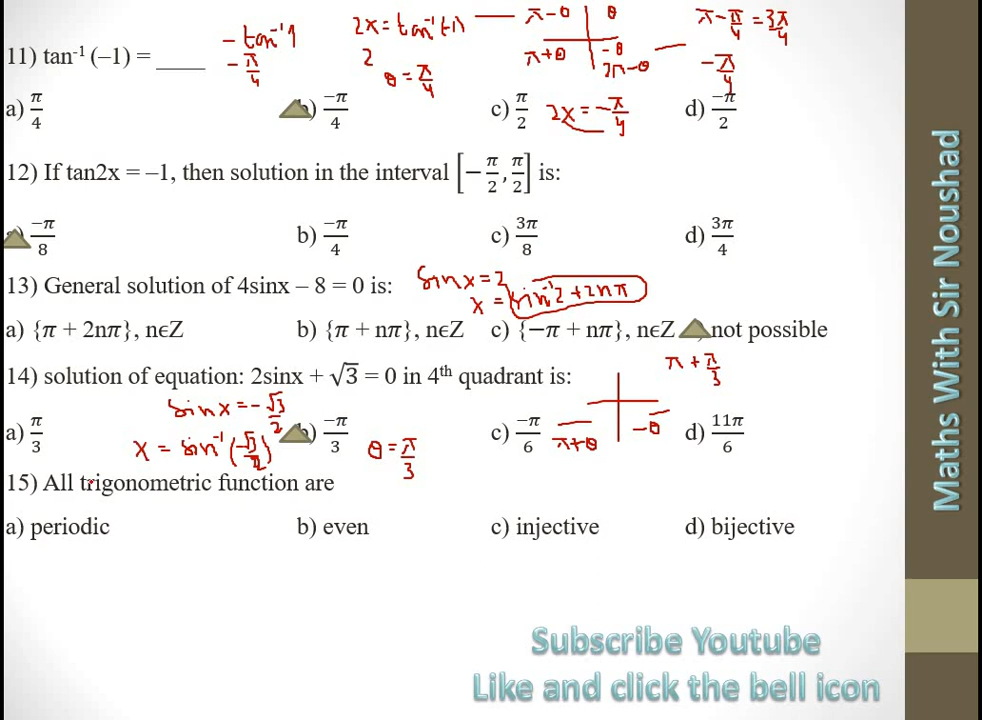 11) tan⁻¹ (–1) = ____
- tan⁻¹ 1
- π/4
2x = tan⁻¹(-1)
2
θ = π/4
π-θ | θ
π+θ | -θ
2π-θ
π - π/4 = 3π/4
-π/4
a) π/4 b) −π/4 c) π/2 d) −π/2
2x = -π/4
12) If tan2x = –1, then solution in the interval [−π/2, π/2] is:
−π/8 b) −π/4 c) 3π/8 d) 3π/4
13) General solution of 4sinx – 8 = 0 is:
sinx = 2
x = sin⁻¹2 + 2nπ
a) {π + 2nπ}, nϵZ b) {π + nπ}, nϵZ c) {−π + nπ}, nϵZ not possible
14) solution of equation: 2sinx + √3 = 0 in 4th quadrant is:
π + π/3
sinx = -√3/2
x = sin⁻¹(-√3/2)
θ = π/3
π+θ
-θ
a) π/3 −π/3 c) −π/6 d) 11π/6
15) All trigonometric function are
a) periodic b) even c) injective d) bijective
Maths With Sir Noushad
Subscribe Youtube
Like and click the bell icon